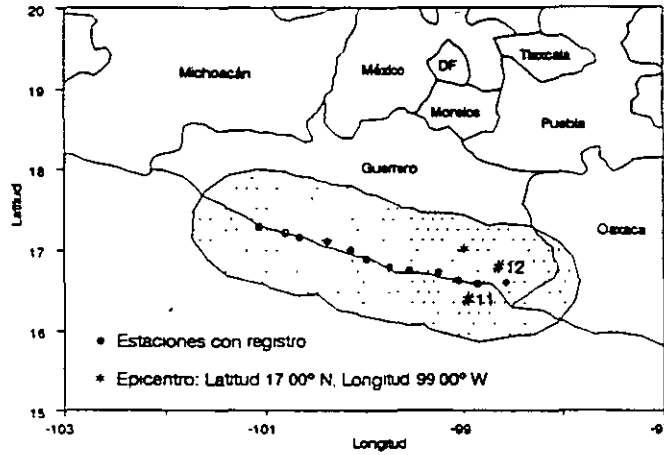 20
19
18
17
16
15
Latitud
Michoacán
México
DF
Tlaxcala
Morelos
Puebla
Guerrero
Oaxaca
#12
#11
● Estaciones con registro
* Epicentro: Latitud 17 00° N, Longitud 99 00° W
-103
-101
-99
-9
Longitud